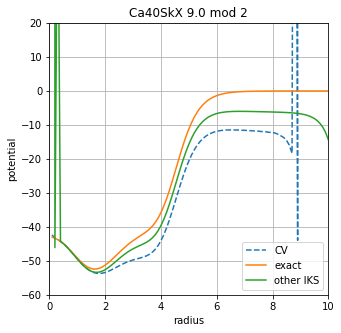 Ca40SkX 9.0 mod 2
20
10
0
−10
−20
−30
−40
−50
−60
potential
CV
exact
other IKS
0 2 4 6 8 10
radius